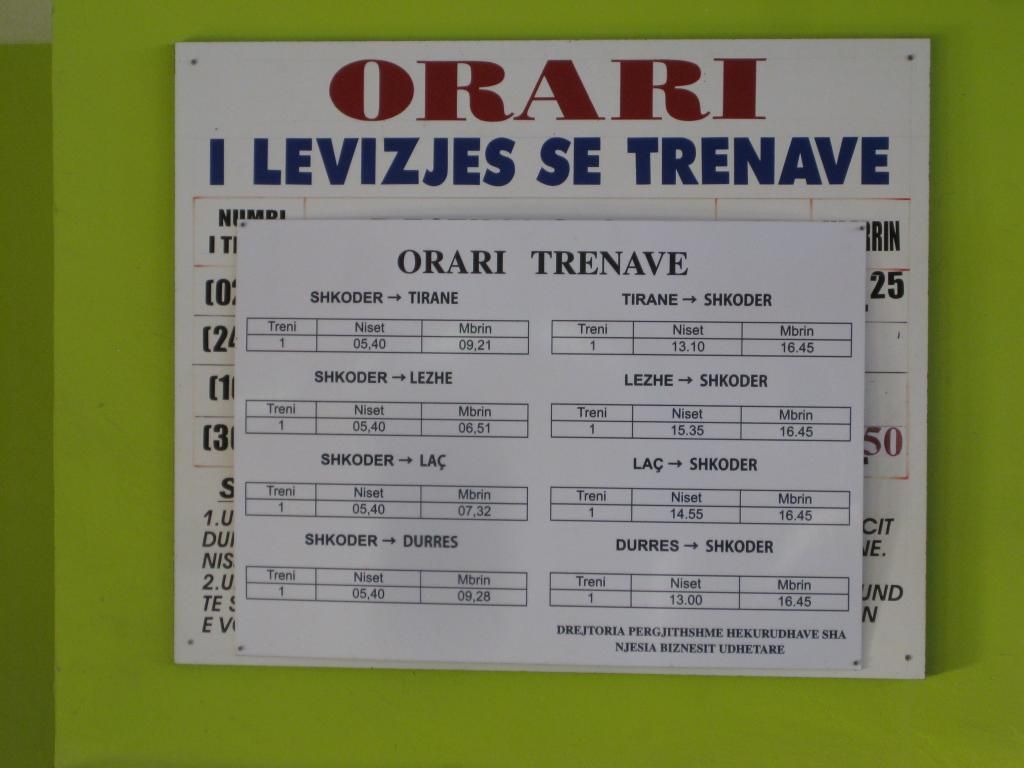 ORARI
I LEVIZJES SE TRENAVE
NUMRI
ORARI TRENAVE
SHKODER → TIRANE
Treni Niset Mbrin
1 05,40 09,21
TIRANE → SHKODER
Treni Niset Mbrin
1 13.10 16.45
SHKODER → LEZHE
Treni Niset Mbrin
1 05,40 06,51
LEZHE → SHKODER
Treni Niset Mbrin
1 15.35 16.45
SHKODER → LAÇ
Treni Niset Mbrin
1 05,40 07,32
LAÇ → SHKODER
Treni Niset Mbrin
1 14.55 16.45
SHKODER → DURRES
Treni Niset Mbrin
1 05,40 09,28
DURRES → SHKODER
Treni Niset Mbrin
1 13.00 16.45
DREJTORIA PERGJITHSHME HEKURUDHAVE SHA
NJESIA BIZNESIT UDHETARE